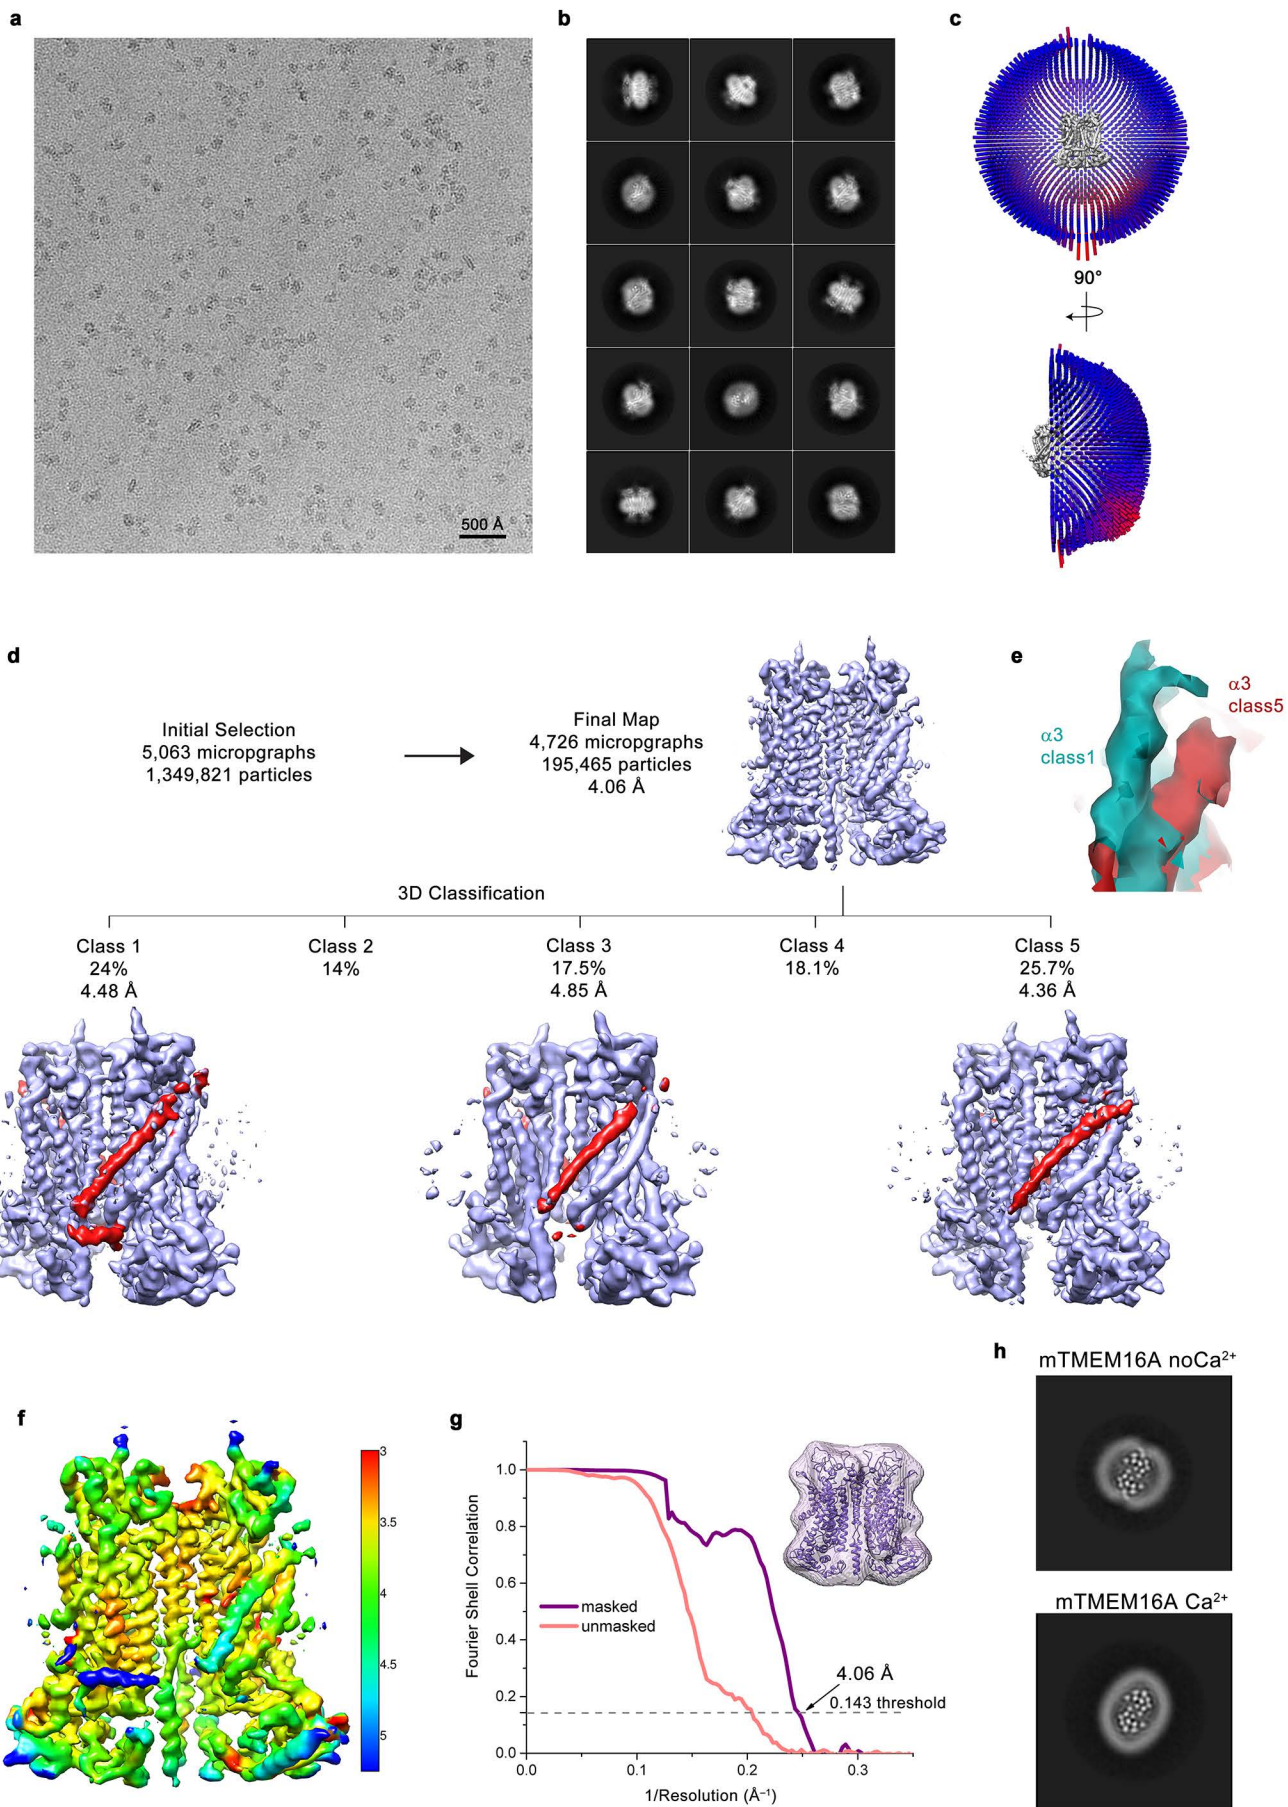 a
b
c
500 Å
90°
d
Initial Selection
5,063 micropgraphs
1,349,821 particles
Final Map
4,726 micropgraphs
195,465 particles
4.06 Å
e
α3
class5
α3
class1
3D Classification
Class 1
24%
4.48 Å
Class 2
14%
Class 3
17.5%
4.85 Å
Class 4
18.1%
Class 5
25.7%
4.36 Å
f
3
3.5
4
4.5
5
g
Fourier Shell Correlation
1.0
0.8
0.6
0.4
0.2
0.0
masked
unmasked
4.06 Å
0.143 threshold
0.0
0.1
0.2
0.3
1/Resolution (Å⁻¹)
h
mTMEM16A noCa²⁺
mTMEM16A Ca²⁺